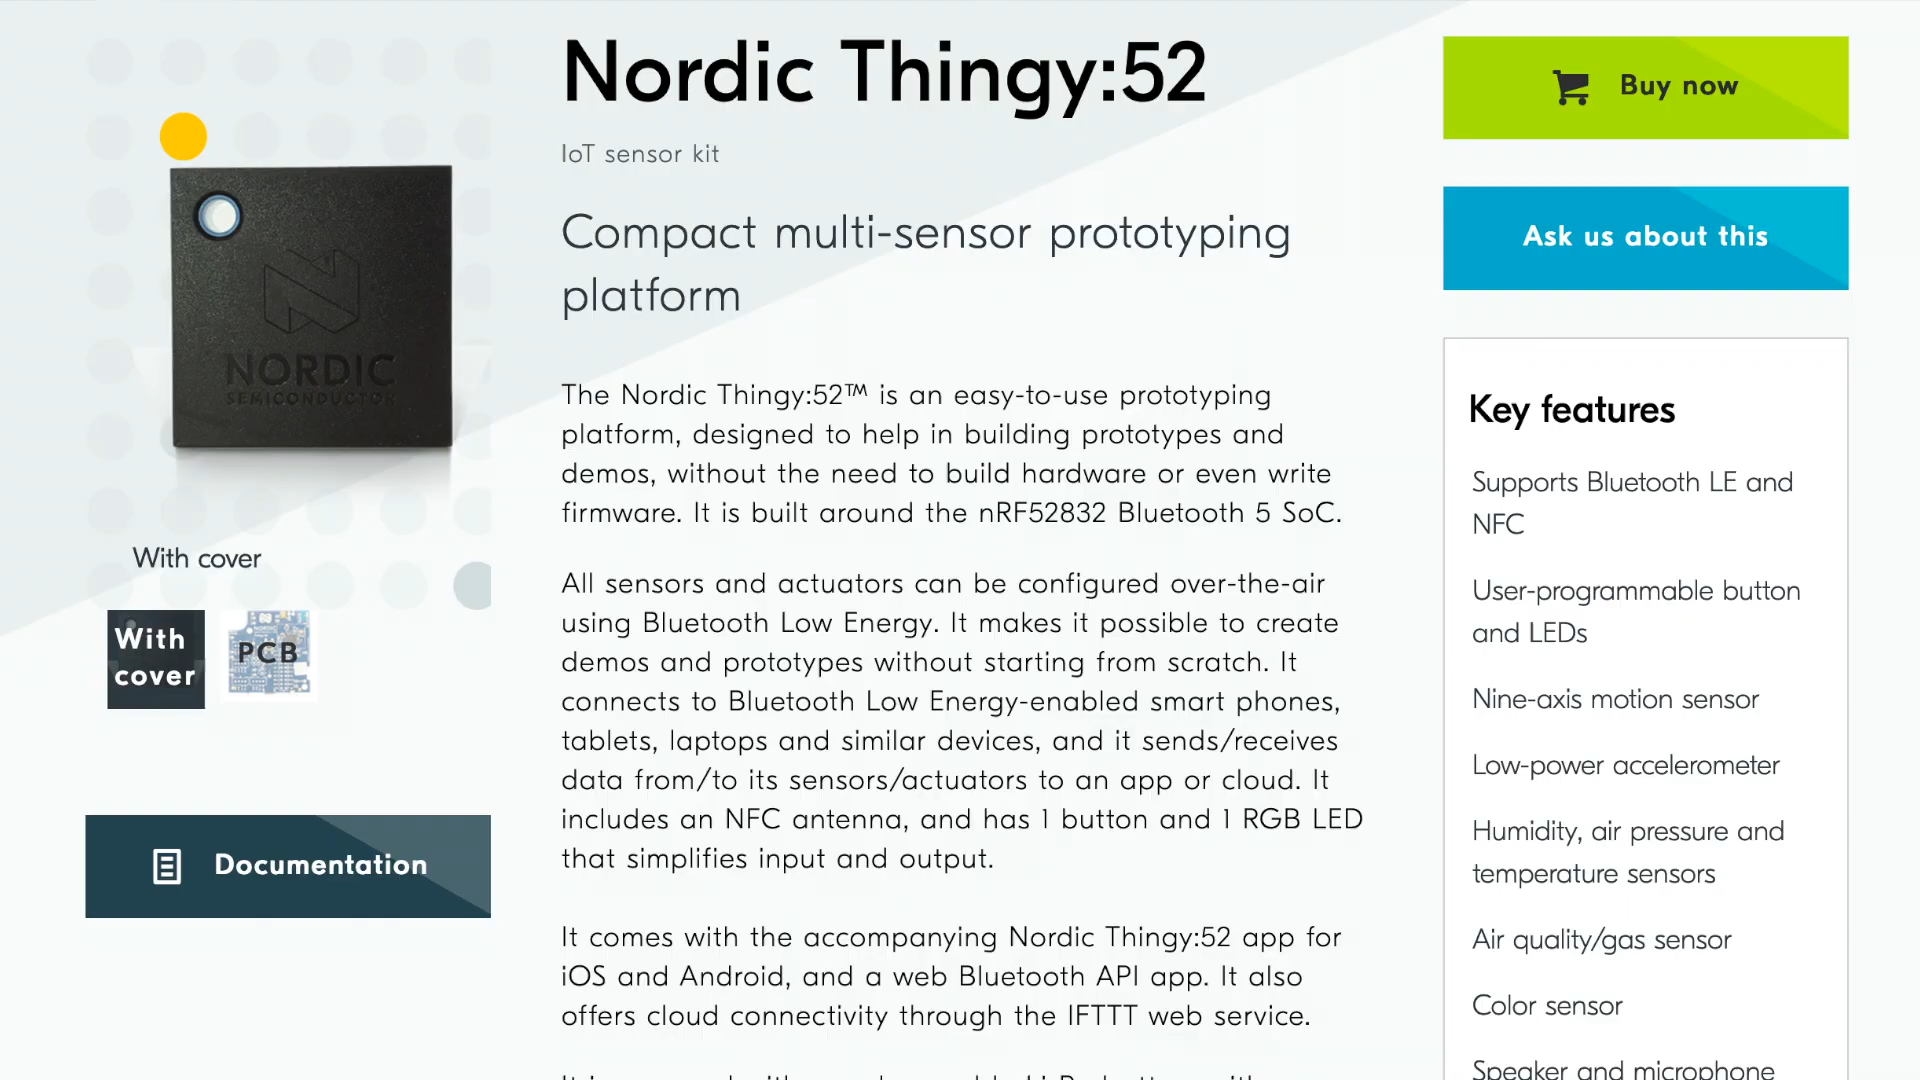 Nordic Thingy:52
IoT sensor kit
Compact multi-sensor prototyping
platform
The Nordic Thingy:52™ is an easy-to-use prototyping
platform, designed to help in building prototypes and
demos, without the need to build hardware or even write
firmware. It is built around the nRF52832 Bluetooth 5 SoC.
All sensors and actuators can be configured over-the-air
using Bluetooth Low Energy. It makes it possible to create
demos and prototypes without starting from scratch. It
connects to Bluetooth Low Energy-enabled smart phones,
tablets, laptops and similar devices, and it sends/receives
data from/to its sensors/actuators to an app or cloud. It
includes an NFC antenna, and has 1 button and 1 RGB LED
that simplifies input and output.
It comes with the accompanying Nordic Thingy:52 app for
iOS and Android, and a web Bluetooth API app. It also
offers cloud connectivity through the IFTTT web service.
NORDIC
SEMICONDUCTOR
With cover
With
cover
PCB
Documentation
Buy now
Ask us about this
Key features
Supports Bluetooth LE and
NFC
User-programmable button
and LEDs
Nine-axis motion sensor
Low-power accelerometer
Humidity, air pressure and
temperature sensors
Air quality/gas sensor
Color sensor
Speaker and microphone